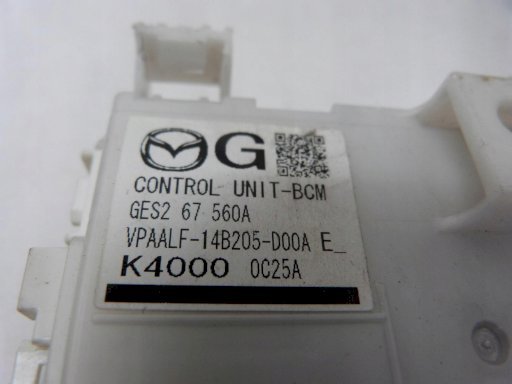 G
CONTROL UNIT-BCM
GES2 67 560A
VPAALF-14B205-D00A E_
K4000 0C25A